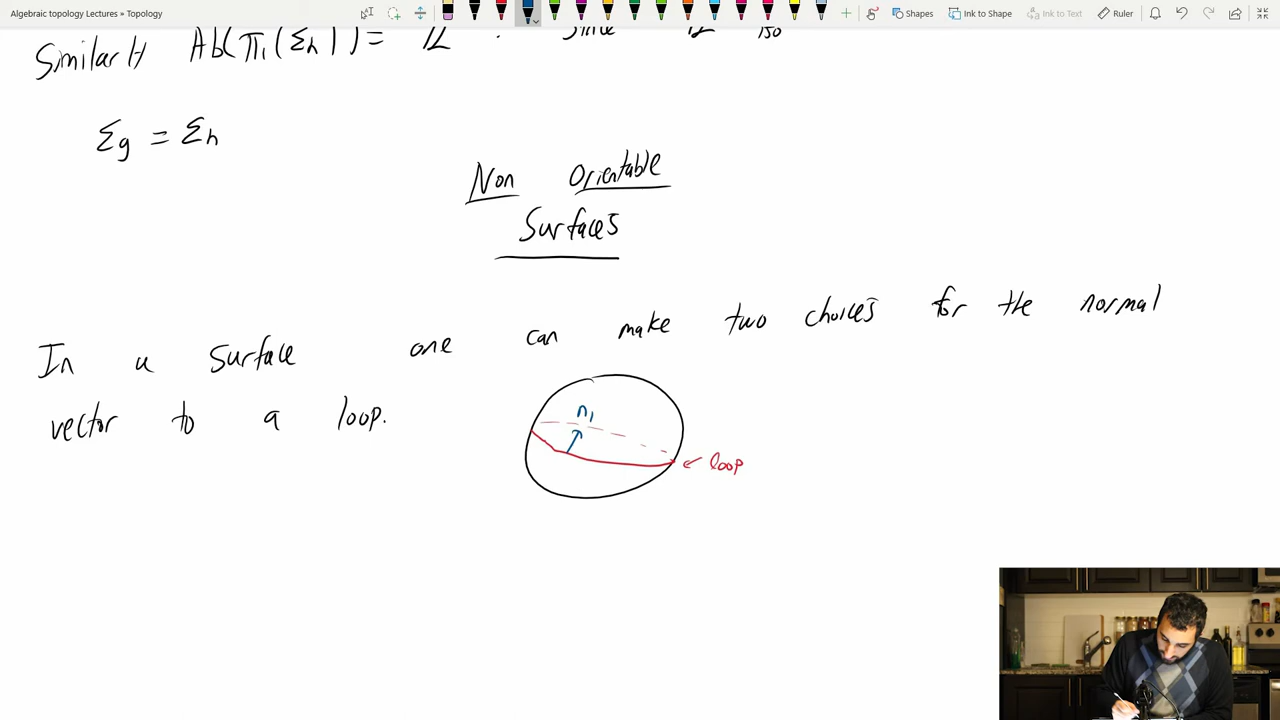 Algebraic topology Lectures » Topology
Shapes
Ink to Shape
Ink to Text
Ruler
Similarly Ab(π₁(Σh)) =
Σg = Σh
Non Orientable
Surfaces
In a surface one can make two choices for the normal
vector to a loop.
n₁
← loop